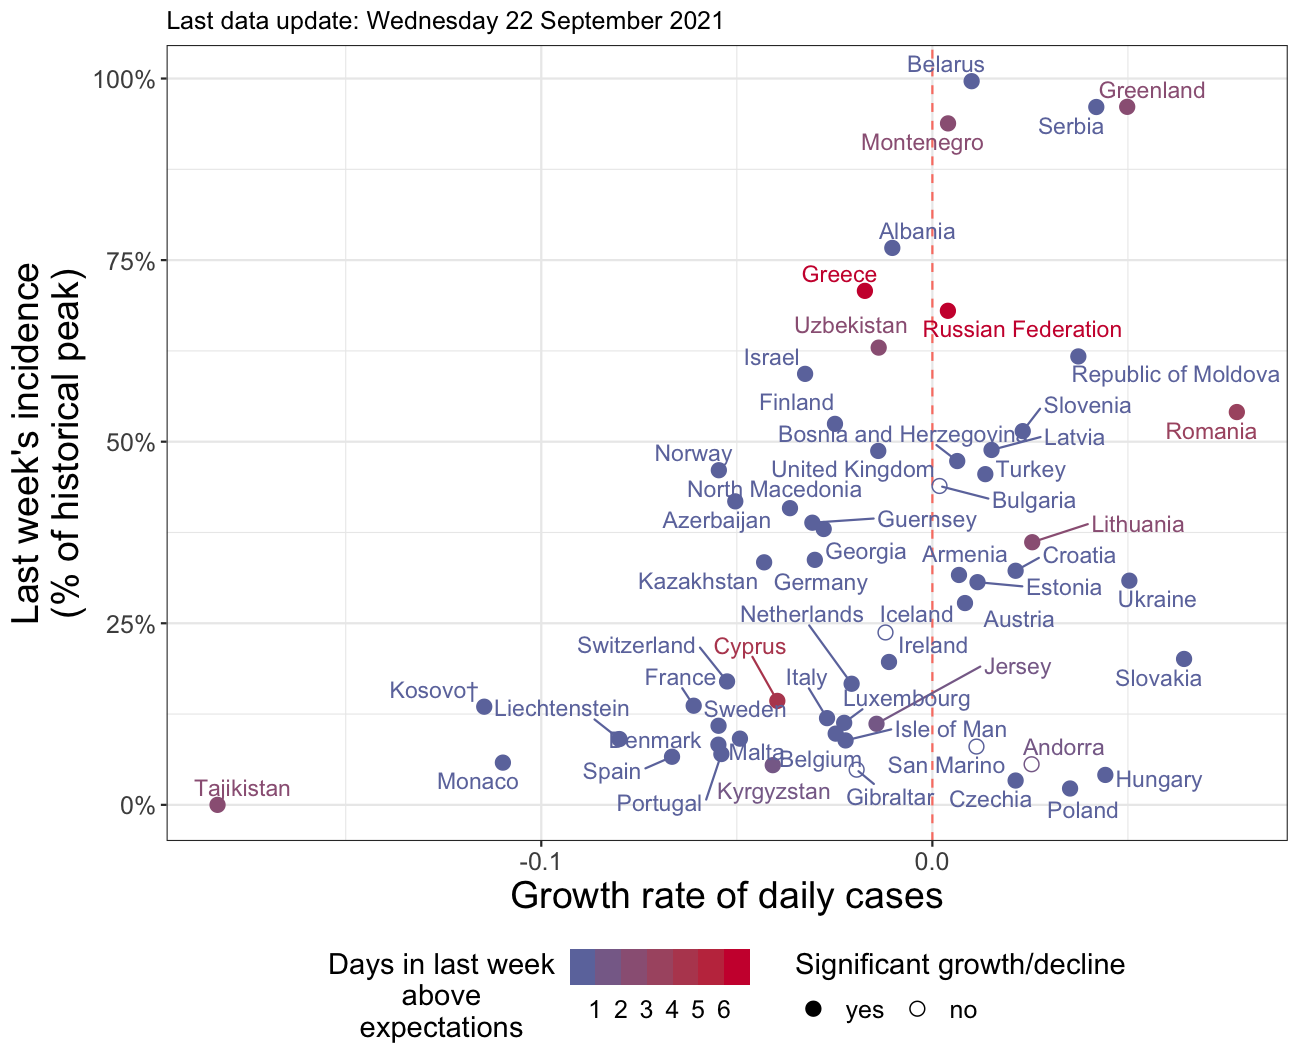 Last data update: Wednesday 22 September 2021
Belarus
100%
Greenland
Serbia
Montenegro
Albania
75%
Greece
Uzbekistan
Russian Federation
Israel
Republic of Moldova
Finland
Slovenia
Romania
Bosnia and Herzegovina
Latvia
50%
Norway
United Kingdom
Turkey
North Macedonia
Bulgaria
Azerbaijan
Guernsey
Lithuania
Georgia
Armenia
Croatia
Kazakhstan
Germany
Estonia
Ukraine
Netherlands
Iceland
Austria
25%
Switzerland
Cyprus
Ireland
Jersey
France
Italy
Slovakia
Kosovo†
Luxembourg
Liechtenstein
Sweden
Isle of Man
Denmark
Malta
Belgium
San Marino
Andorra
Spain
Monaco
Hungary
Tajikistan
Kyrgyzstan
Gibraltar
Czechia
Portugal
Poland
0%
Last week's incidence
(% of historical peak)
-0.1
0.0
Growth rate of daily cases
Days in last week
above
expectations
1 2 3 4 5 6
Significant growth/decline
yes no